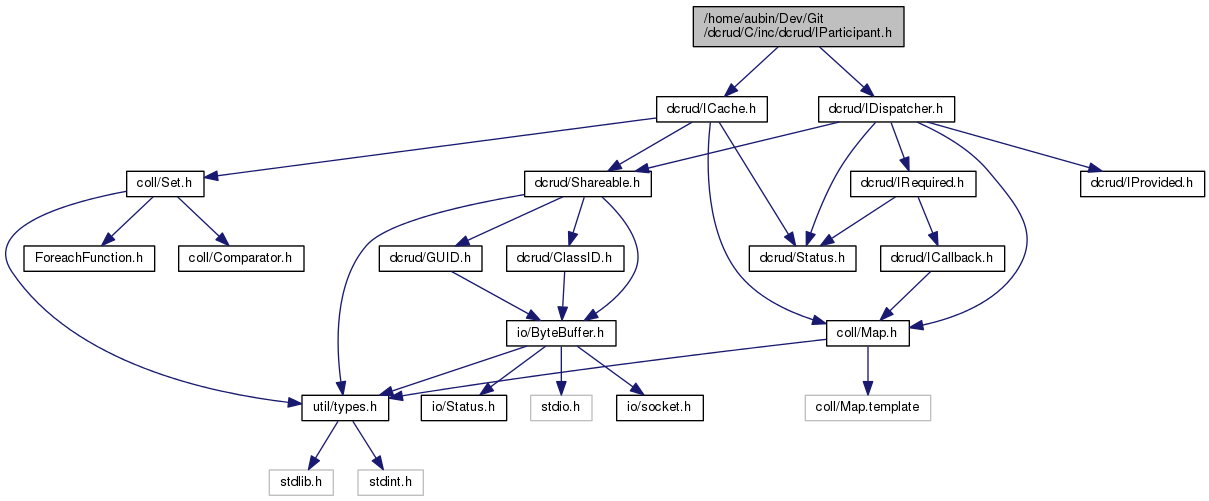 /home/aubin/Dev/Git
/dcrud/C/inc/dcrud/IParticipant.h
dcrud/ICache.h
dcrud/IDispatcher.h
coll/Set.h
dcrud/Shareable.h
dcrud/IRequired.h
dcrud/IProvided.h
ForeachFunction.h
coll/Comparator.h
dcrud/GUID.h
dcrud/ClassID.h
dcrud/Status.h
dcrud/ICallback.h
io/ByteBuffer.h
coll/Map.h
util/types.h
io/Status.h
stdio.h
io/socket.h
coll/Map.template
stdlib.h
stdint.h